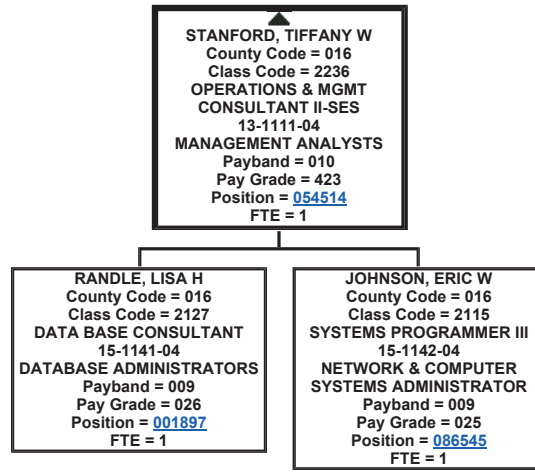 STANFORD, TIFFANY W
County Code = 016
Class Code = 2236
OPERATIONS & MGMT
CONSULTANT II-SES
13-1111-04
MANAGEMENT ANALYSTS
Payband = 010
Pay Grade = 423
Position = 054514
FTE = 1
RANDLE, LISA H
County Code = 016
Class Code = 2127
DATA BASE CONSULTANT
15-1141-04
DATABASE ADMINISTRATORS
Payband = 009
Pay Grade = 026
Position = 001897
FTE = 1
JOHNSON, ERIC W
County Code = 016
Class Code = 2115
SYSTEMS PROGRAMMER III
15-1142-04
NETWORK & COMPUTER
SYSTEMS ADMINISTRATOR
Payband = 009
Pay Grade = 025
Position = 086545
FTE = 1